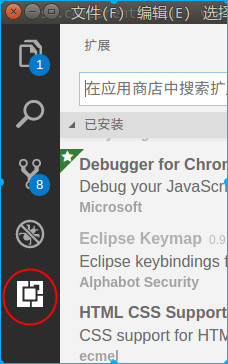 文件(F) 编辑(E) 选择
扩展
1
在应用商店中搜索扩
已安装
Debugger for Chrom
Debug your JavaScri
Microsoft
8
Eclipse Keymap 0.9
Eclipse keybindings f
Alphabot Security
HTML CSS Support
CSS support for HTM
ecmel